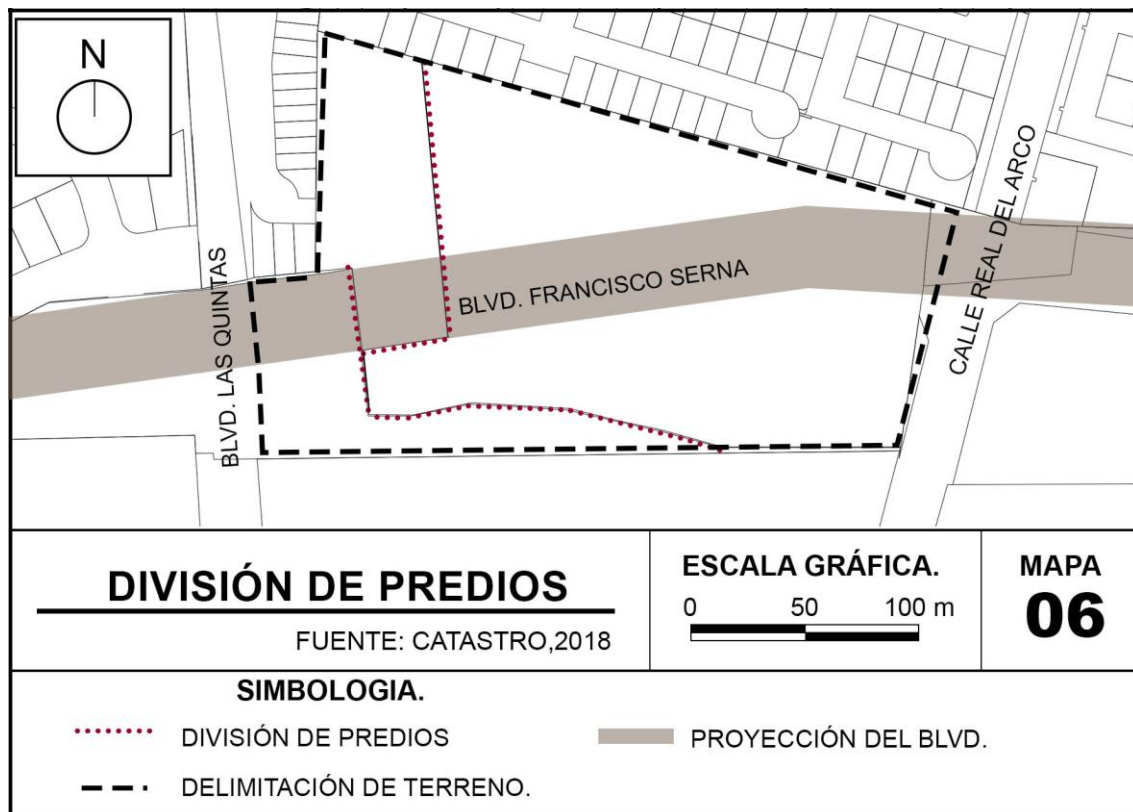 N
BLVD. LAS QUINTAS
BLVD. FRANCISCO SERNA
CALLE REAL DEL ARCO
DIVISIÓN DE PREDIOS
FUENTE: CATASTRO,2018
ESCALA GRÁFICA.
0 50 100 m
MAPA
06
SIMBOLOGIA.
DIVISIÓN DE PREDIOS
PROYECCIÓN DEL BLVD.
DELIMITACIÓN DE TERRENO.